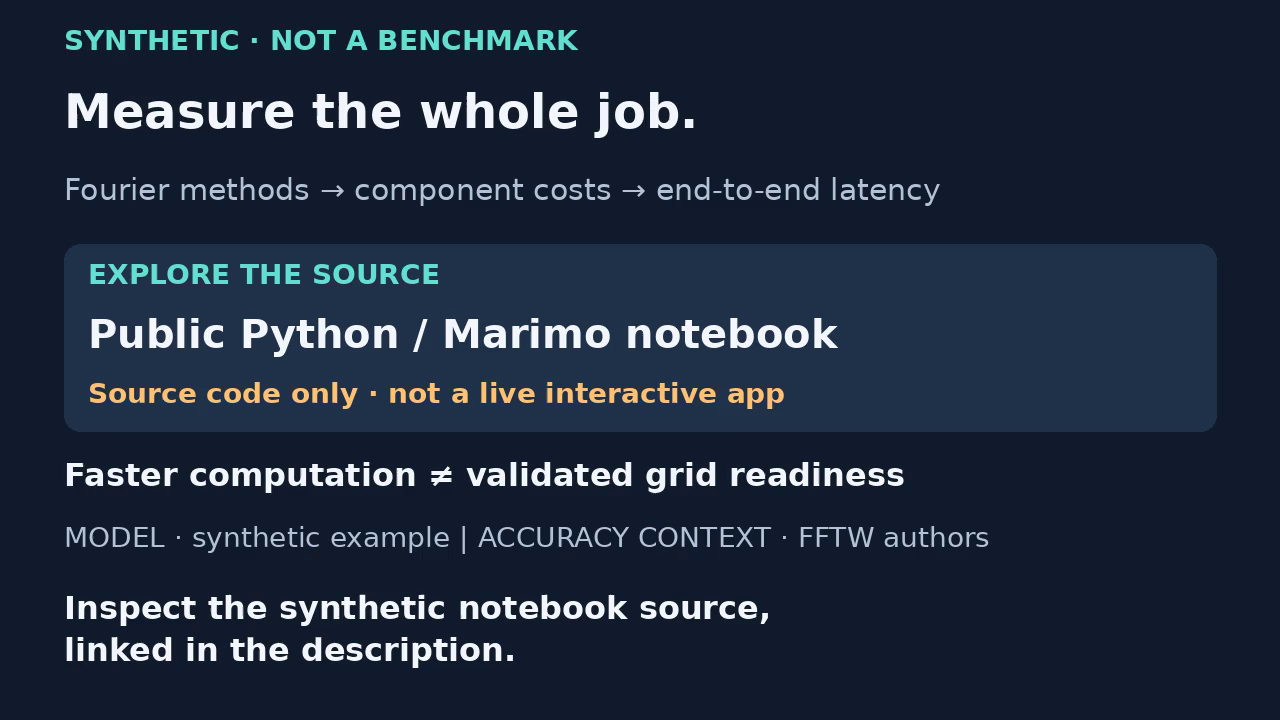 SYNTHETIC · NOT A BENCHMARK
Measure the whole job.
Fourier methods → component costs → end-to-end latency
EXPLORE THE SOURCE
Public Python / Marimo notebook
Source code only · not a live interactive app
Faster computation ≠ validated grid readiness
MODEL · synthetic example | ACCURACY CONTEXT · FFTW authors
Inspect the synthetic notebook source,
linked in the description.